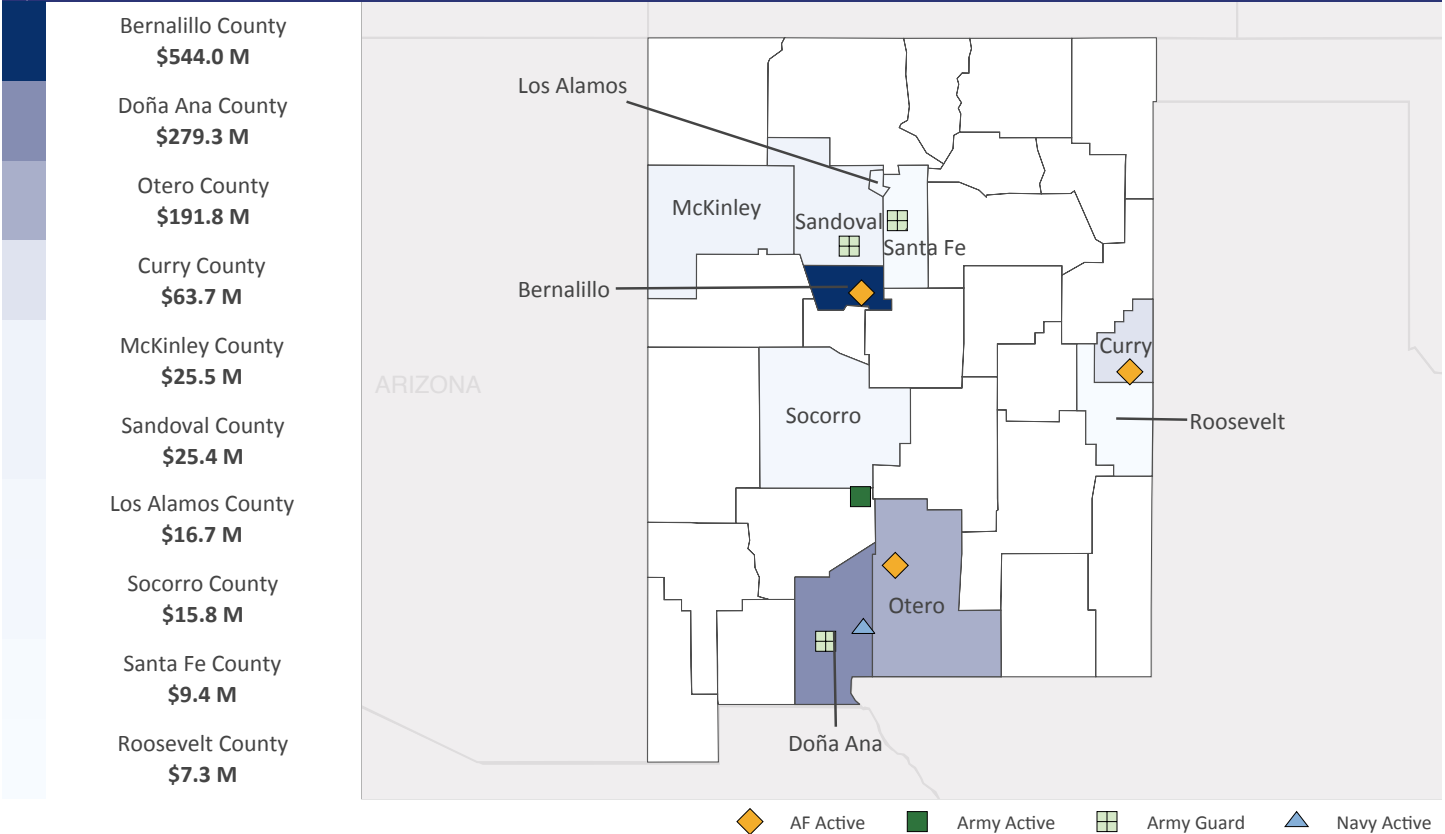 Bernalillo County
$544.0 M
Doña Ana County
$279.3 M
Otero County
$191.8 M
Curry County
$63.7 M
McKinley County
$25.5 M
Sandoval County
$25.4 M
Los Alamos County
$16.7 M
Socorro County
$15.8 M
Santa Fe County
$9.4 M
Roosevelt County
$7.3 M
Los Alamos
McKinley
Sandoval
Santa Fe
Bernalillo
Curry
ARIZONA
Socorro
Roosevelt
Otero
Doña Ana
AF Active
Army Active
Army Guard
Navy Active